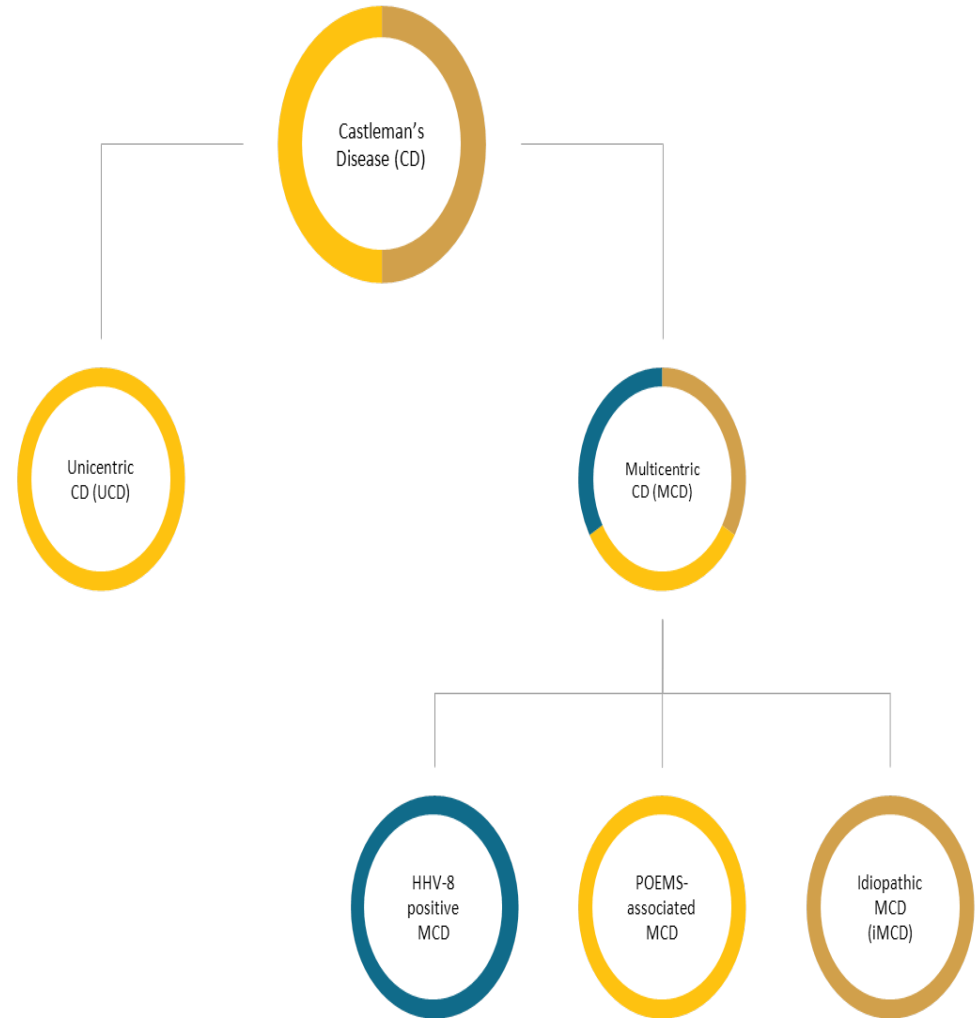 Castleman's
Disease (CD)
Unicentric
CD (UCD)
Multicentric
CD (MCD)
HHV-8
positive
MCD
POEMS-
associated
MCD
Idiopathic
MCD
(iMCD)